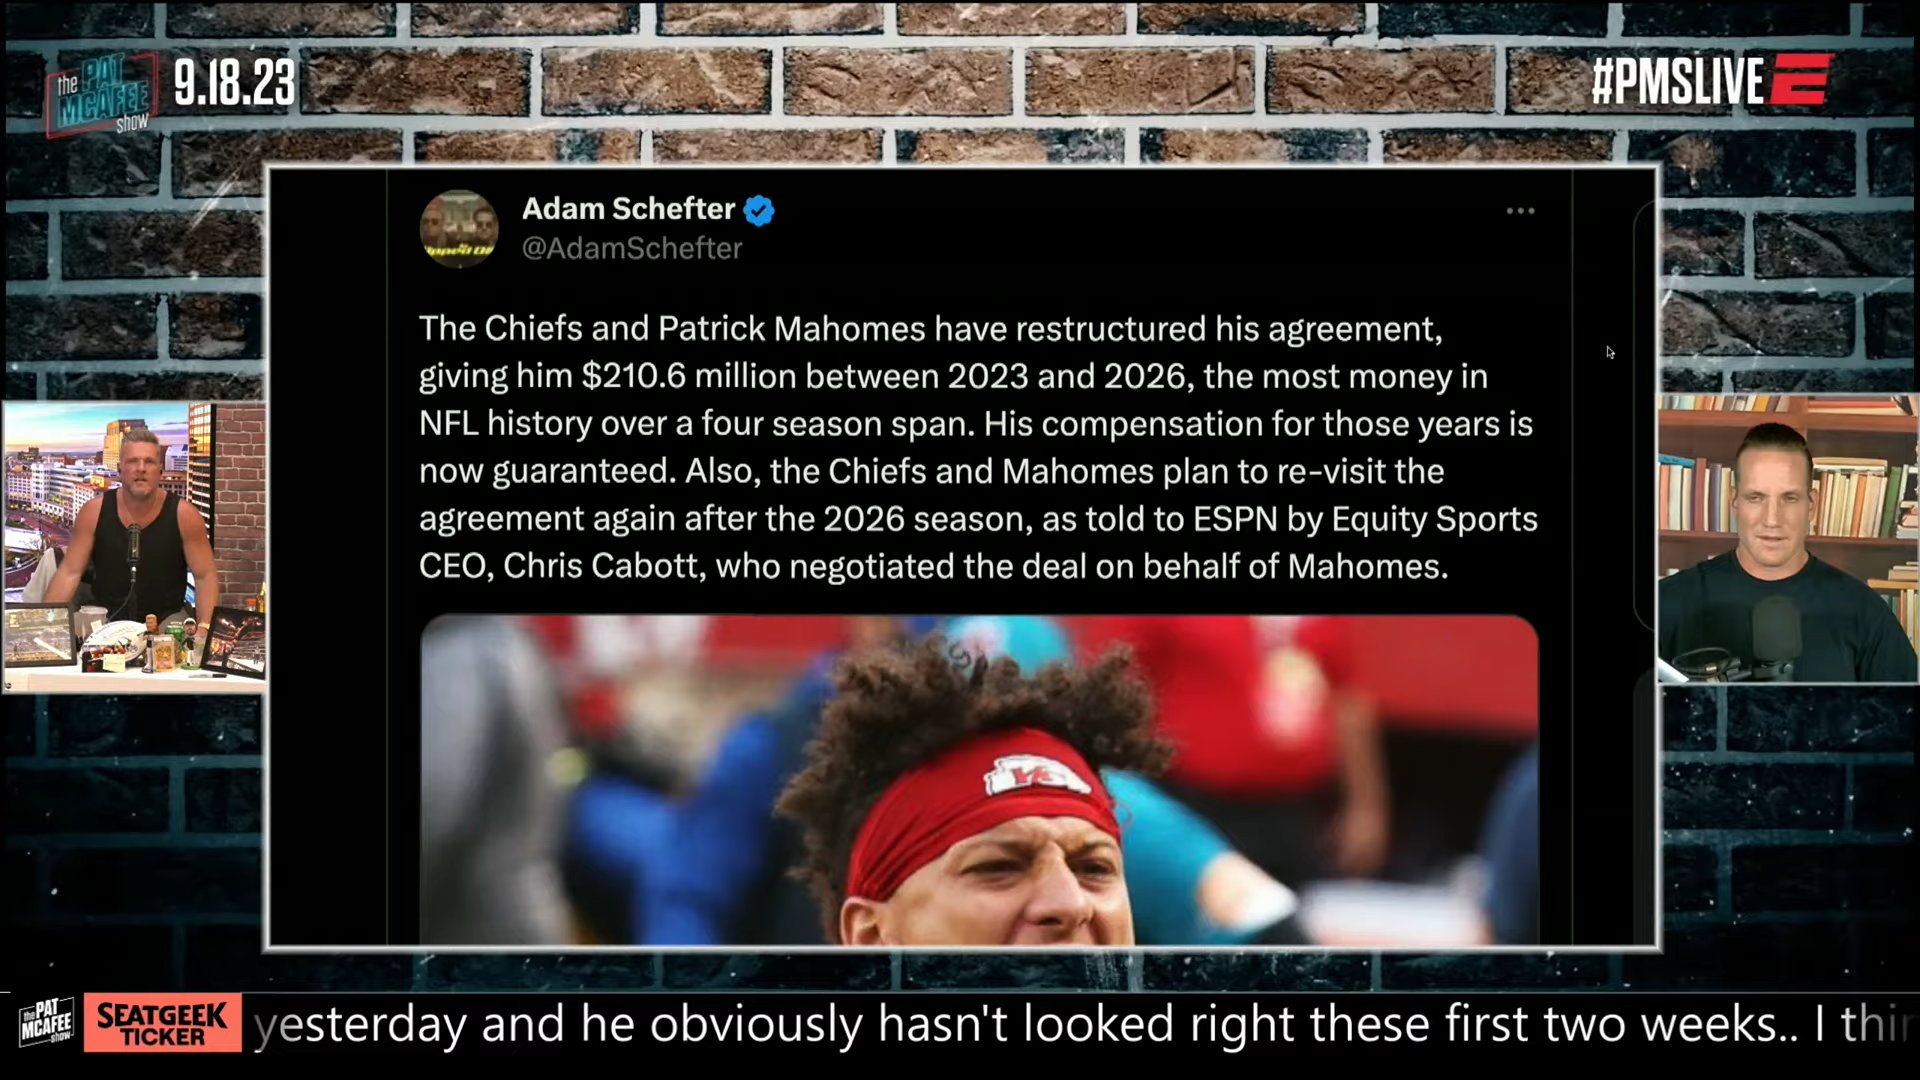 the PAT MCAFEE show
9.18.23
#PMSLIVE
Adam Schefter
@AdamSchefter
The Chiefs and Patrick Mahomes have restructured his agreement,
giving him $210.6 million between 2023 and 2026, the most money in
NFL history over a four season span. His compensation for those years is
now guaranteed. Also, the Chiefs and Mahomes plan to re-visit the
agreement again after the 2026 season, as told to ESPN by Equity Sports
CEO, Chris Cabott, who negotiated the deal on behalf of Mahomes.
KC
the PAT MCAFEE show
SEATGEEK
TICKER
yesterday and he obviously hasn't looked right these first two weeks.. I